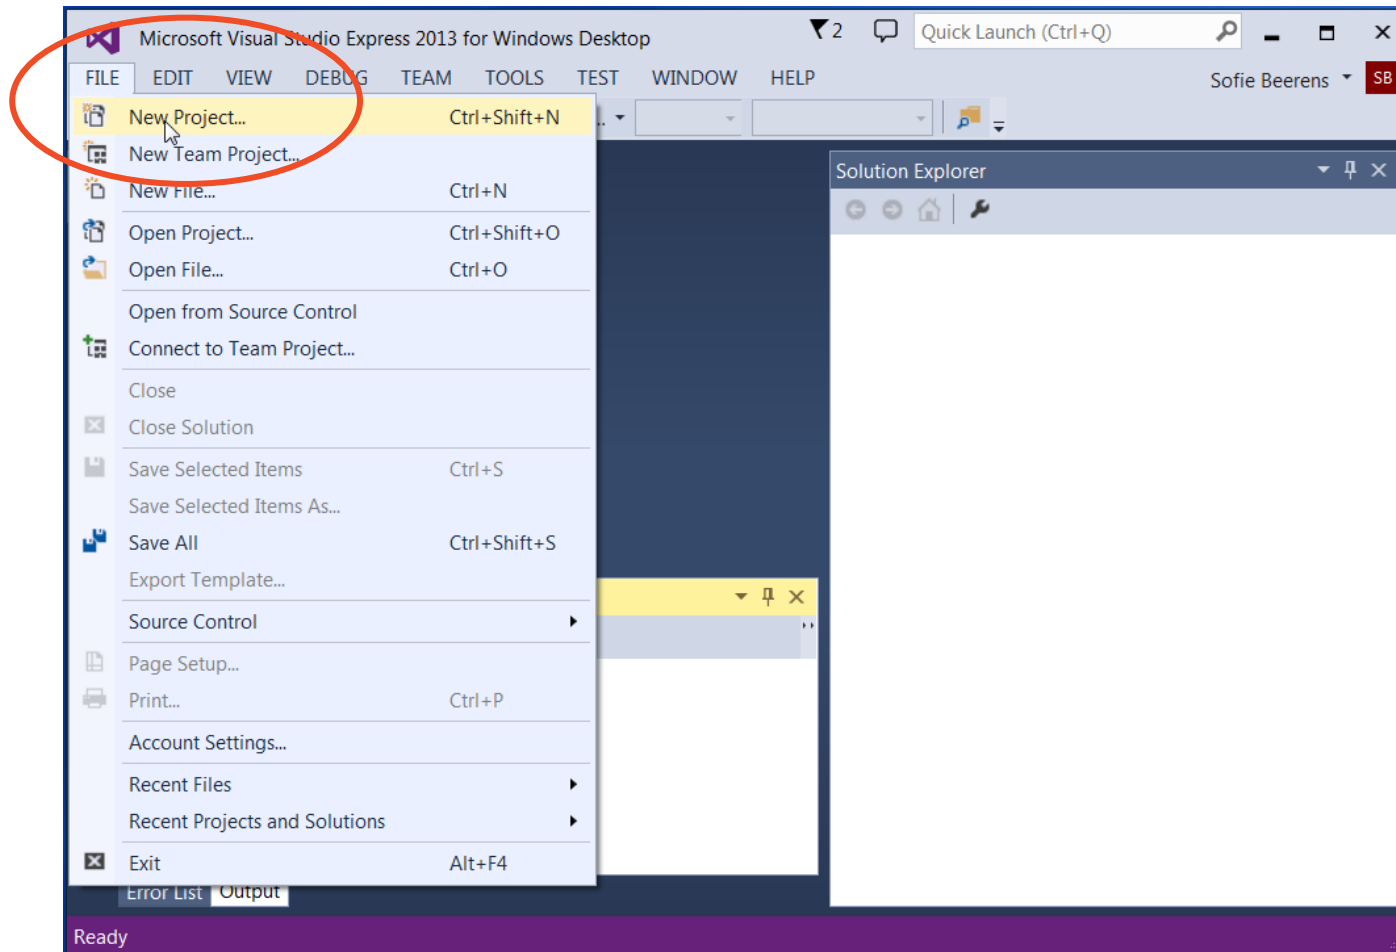 Microsoft Visual Studio Express 2013 for Windows Desktop 2 Quick Launch (Ctrl+Q)
FILE EDIT VIEW DEBUG TEAM TOOLS TEST WINDOW HELP Sofie Beerens SB
New Project... Ctrl+Shift+N
New Team Project...
New File... Ctrl+N
Open Project... Ctrl+Shift+O
Open File... Ctrl+O
Open from Source Control
Connect to Team Project...
Close
Close Solution
Save Selected Items Ctrl+S
Save Selected Items As...
Save All Ctrl+Shift+S
Export Template...
Source Control
Page Setup...
Print... Ctrl+P
Account Settings...
Recent Files
Recent Projects and Solutions
Exit Alt+F4
Solution Explorer
Error List Output
Ready